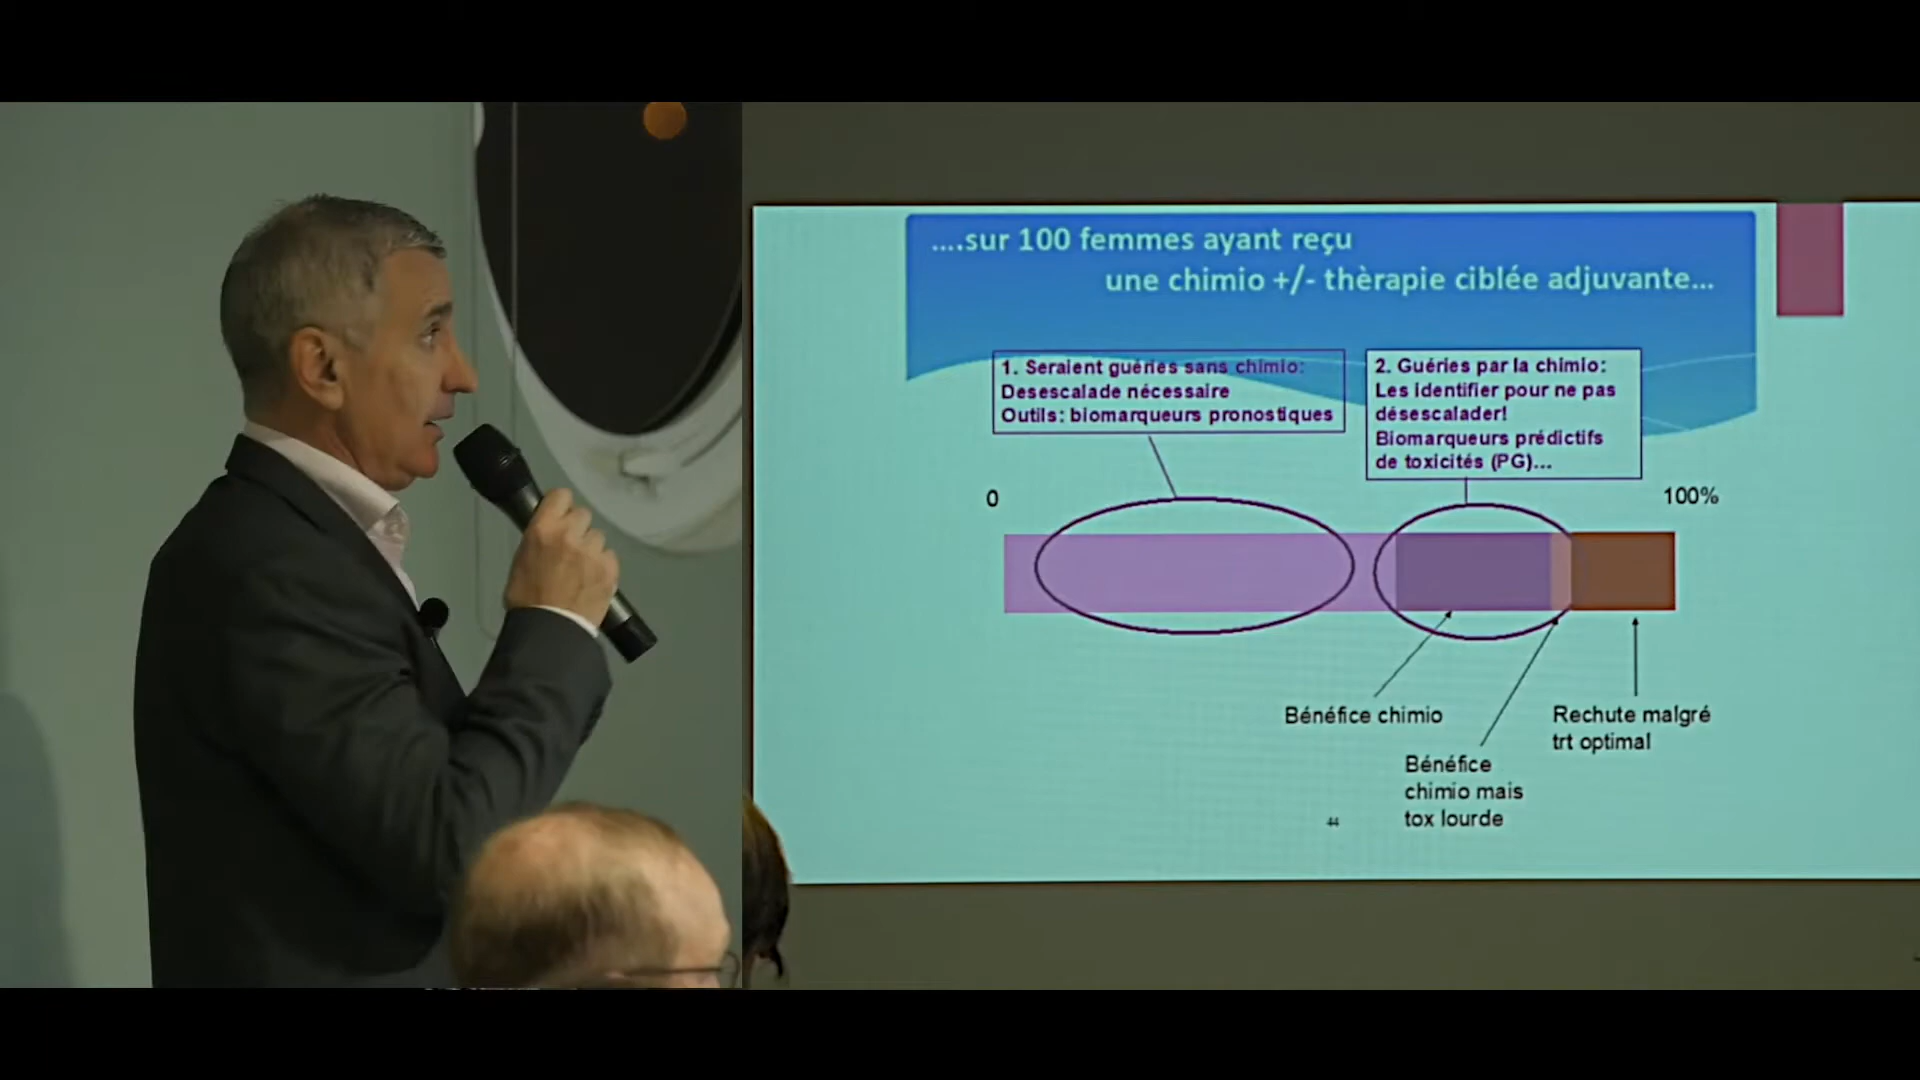 ....sur 100 femmes ayant reçu
une chimio +/- thèrapie ciblée adjuvante...
1. Seraient guéries sans chimio:
Desescalade nécessaire
Outils: biomarqueurs pronostiques
2. Guéries par la chimio:
Les identifier pour ne pas
désescalader!
Biomarqueurs prédictifs
de toxicités (PG)...
0
100%
Bénéfice chimio
Bénéfice
chimio mais
tox lourde
Rechute malgré
trt optimal
44